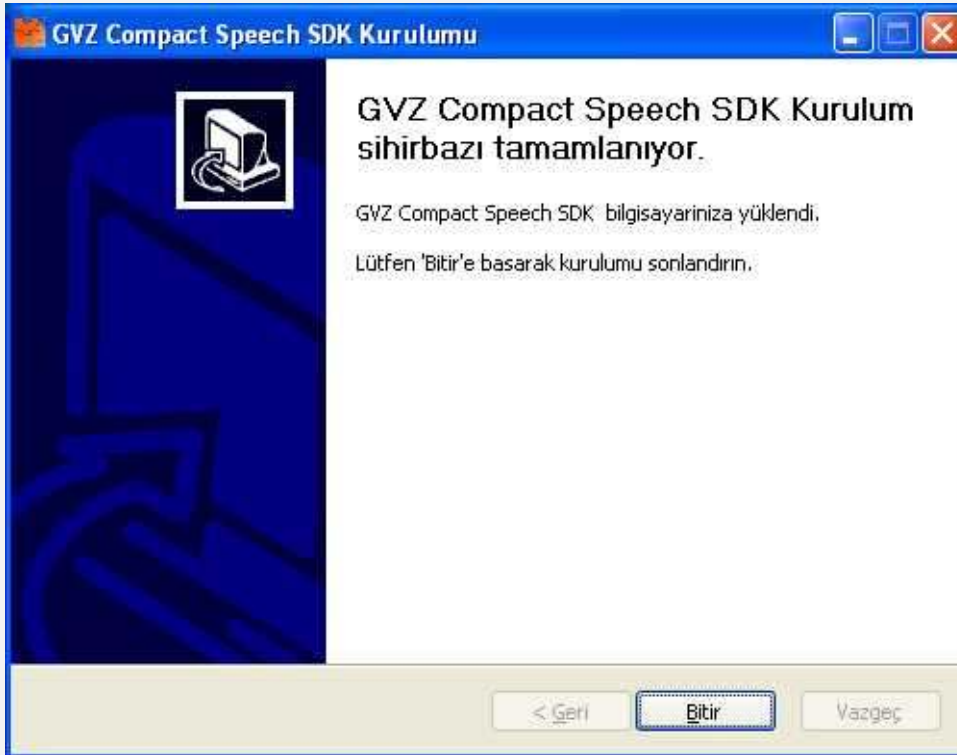 GVZ Compact Speech SDK Kurulumu
GVZ Compact Speech SDK Kurulum
sihirbazı tamamlanıyor.
GVZ Compact Speech SDK bilgisayariniza yüklendi.
Lütfen 'Bitir'e basarak kurulumu sonlandırın.
< Geri
Bitir
Vazgeç